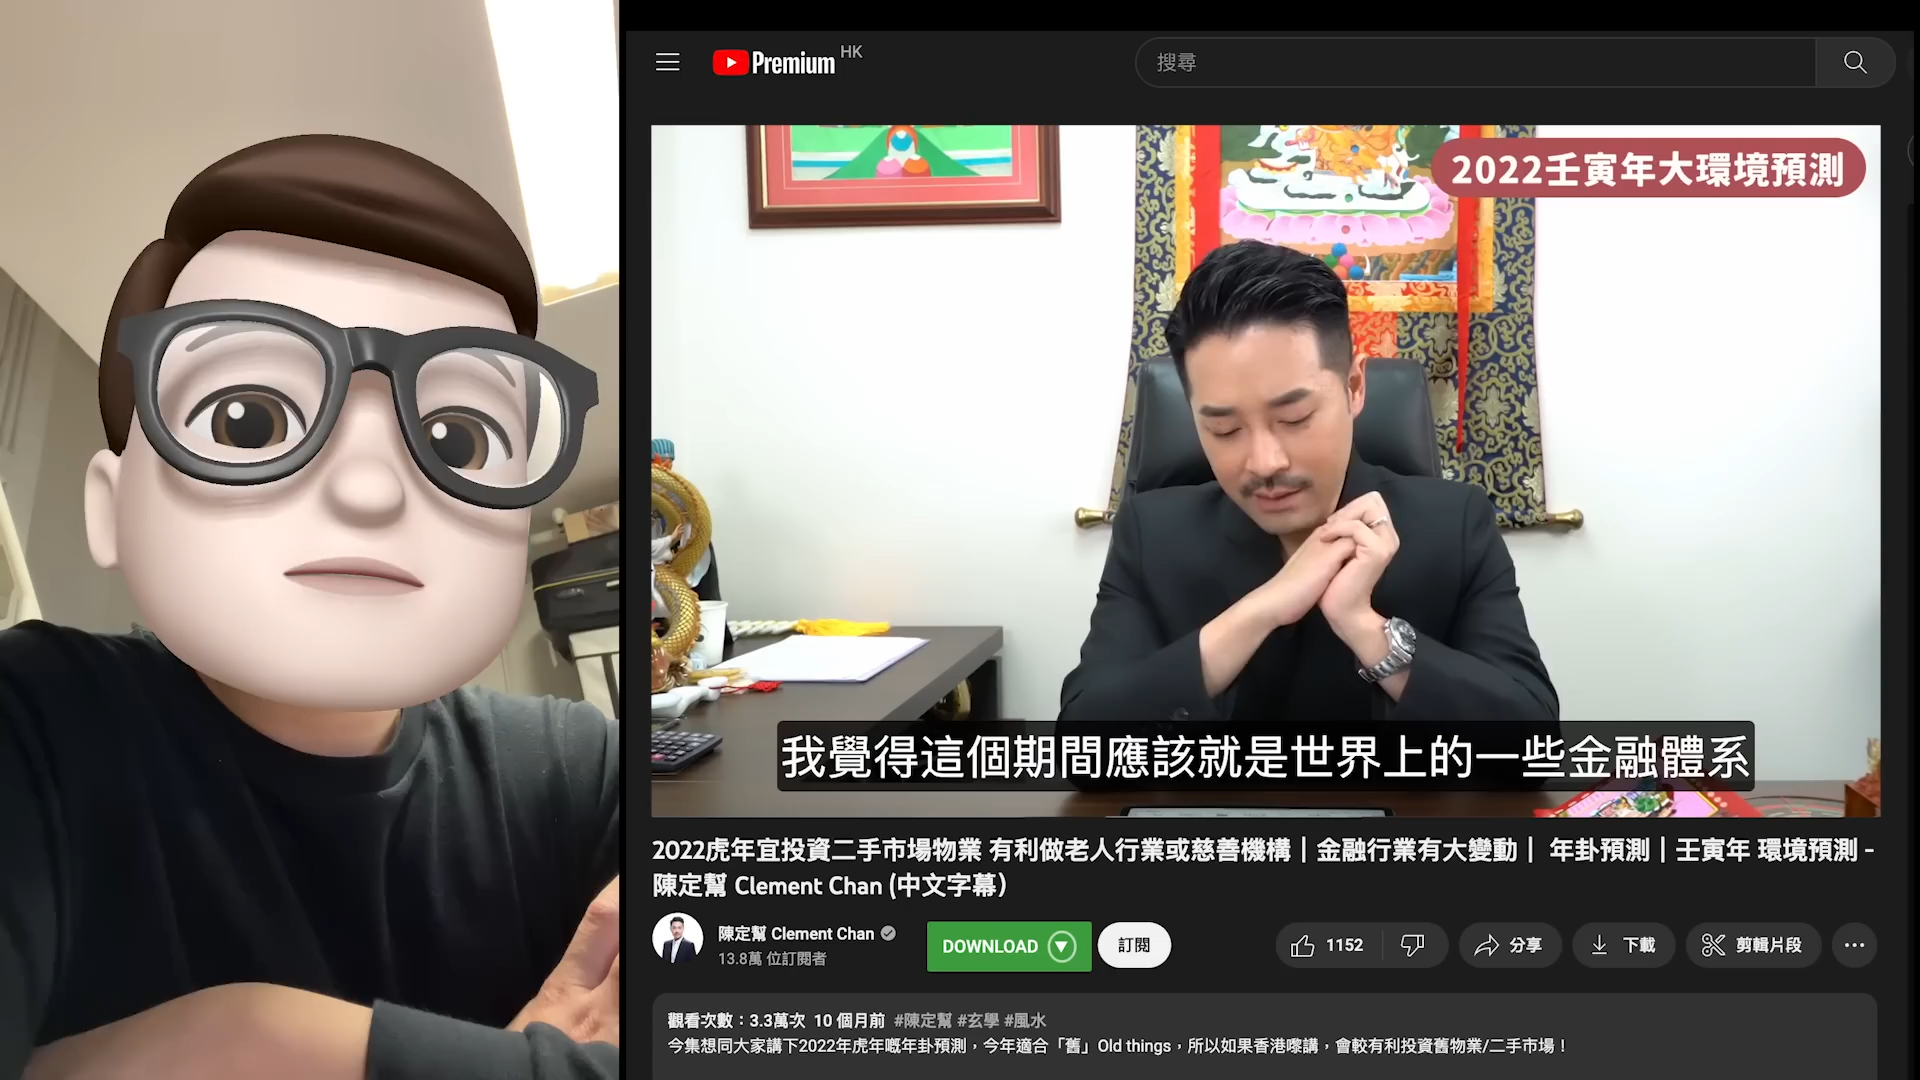 Premium HK
搜尋
2022壬寅年大環境預測
我覺得這個期間應該就是世界上的一些金融體系
2022虎年宜投資二手市場物業 有利做老人行業或慈善機構｜金融行業有大變動｜ 年卦預測｜壬寅年 環境預測 -
陳定幫 Clement Chan (中文字幕)
陳定幫 Clement Chan
13.8萬 位訂閱者
DOWNLOAD
訂閱
1152
分享
下載
剪輯片段
觀看次數：3.3萬次 10 個月前 #陳定幫 #玄學 #風水
今集想同大家講下2022年虎年嘅年卦預測，今年適合「舊」Old things，所以如果香港嚟講，會較有利投資舊物業/二手市場！